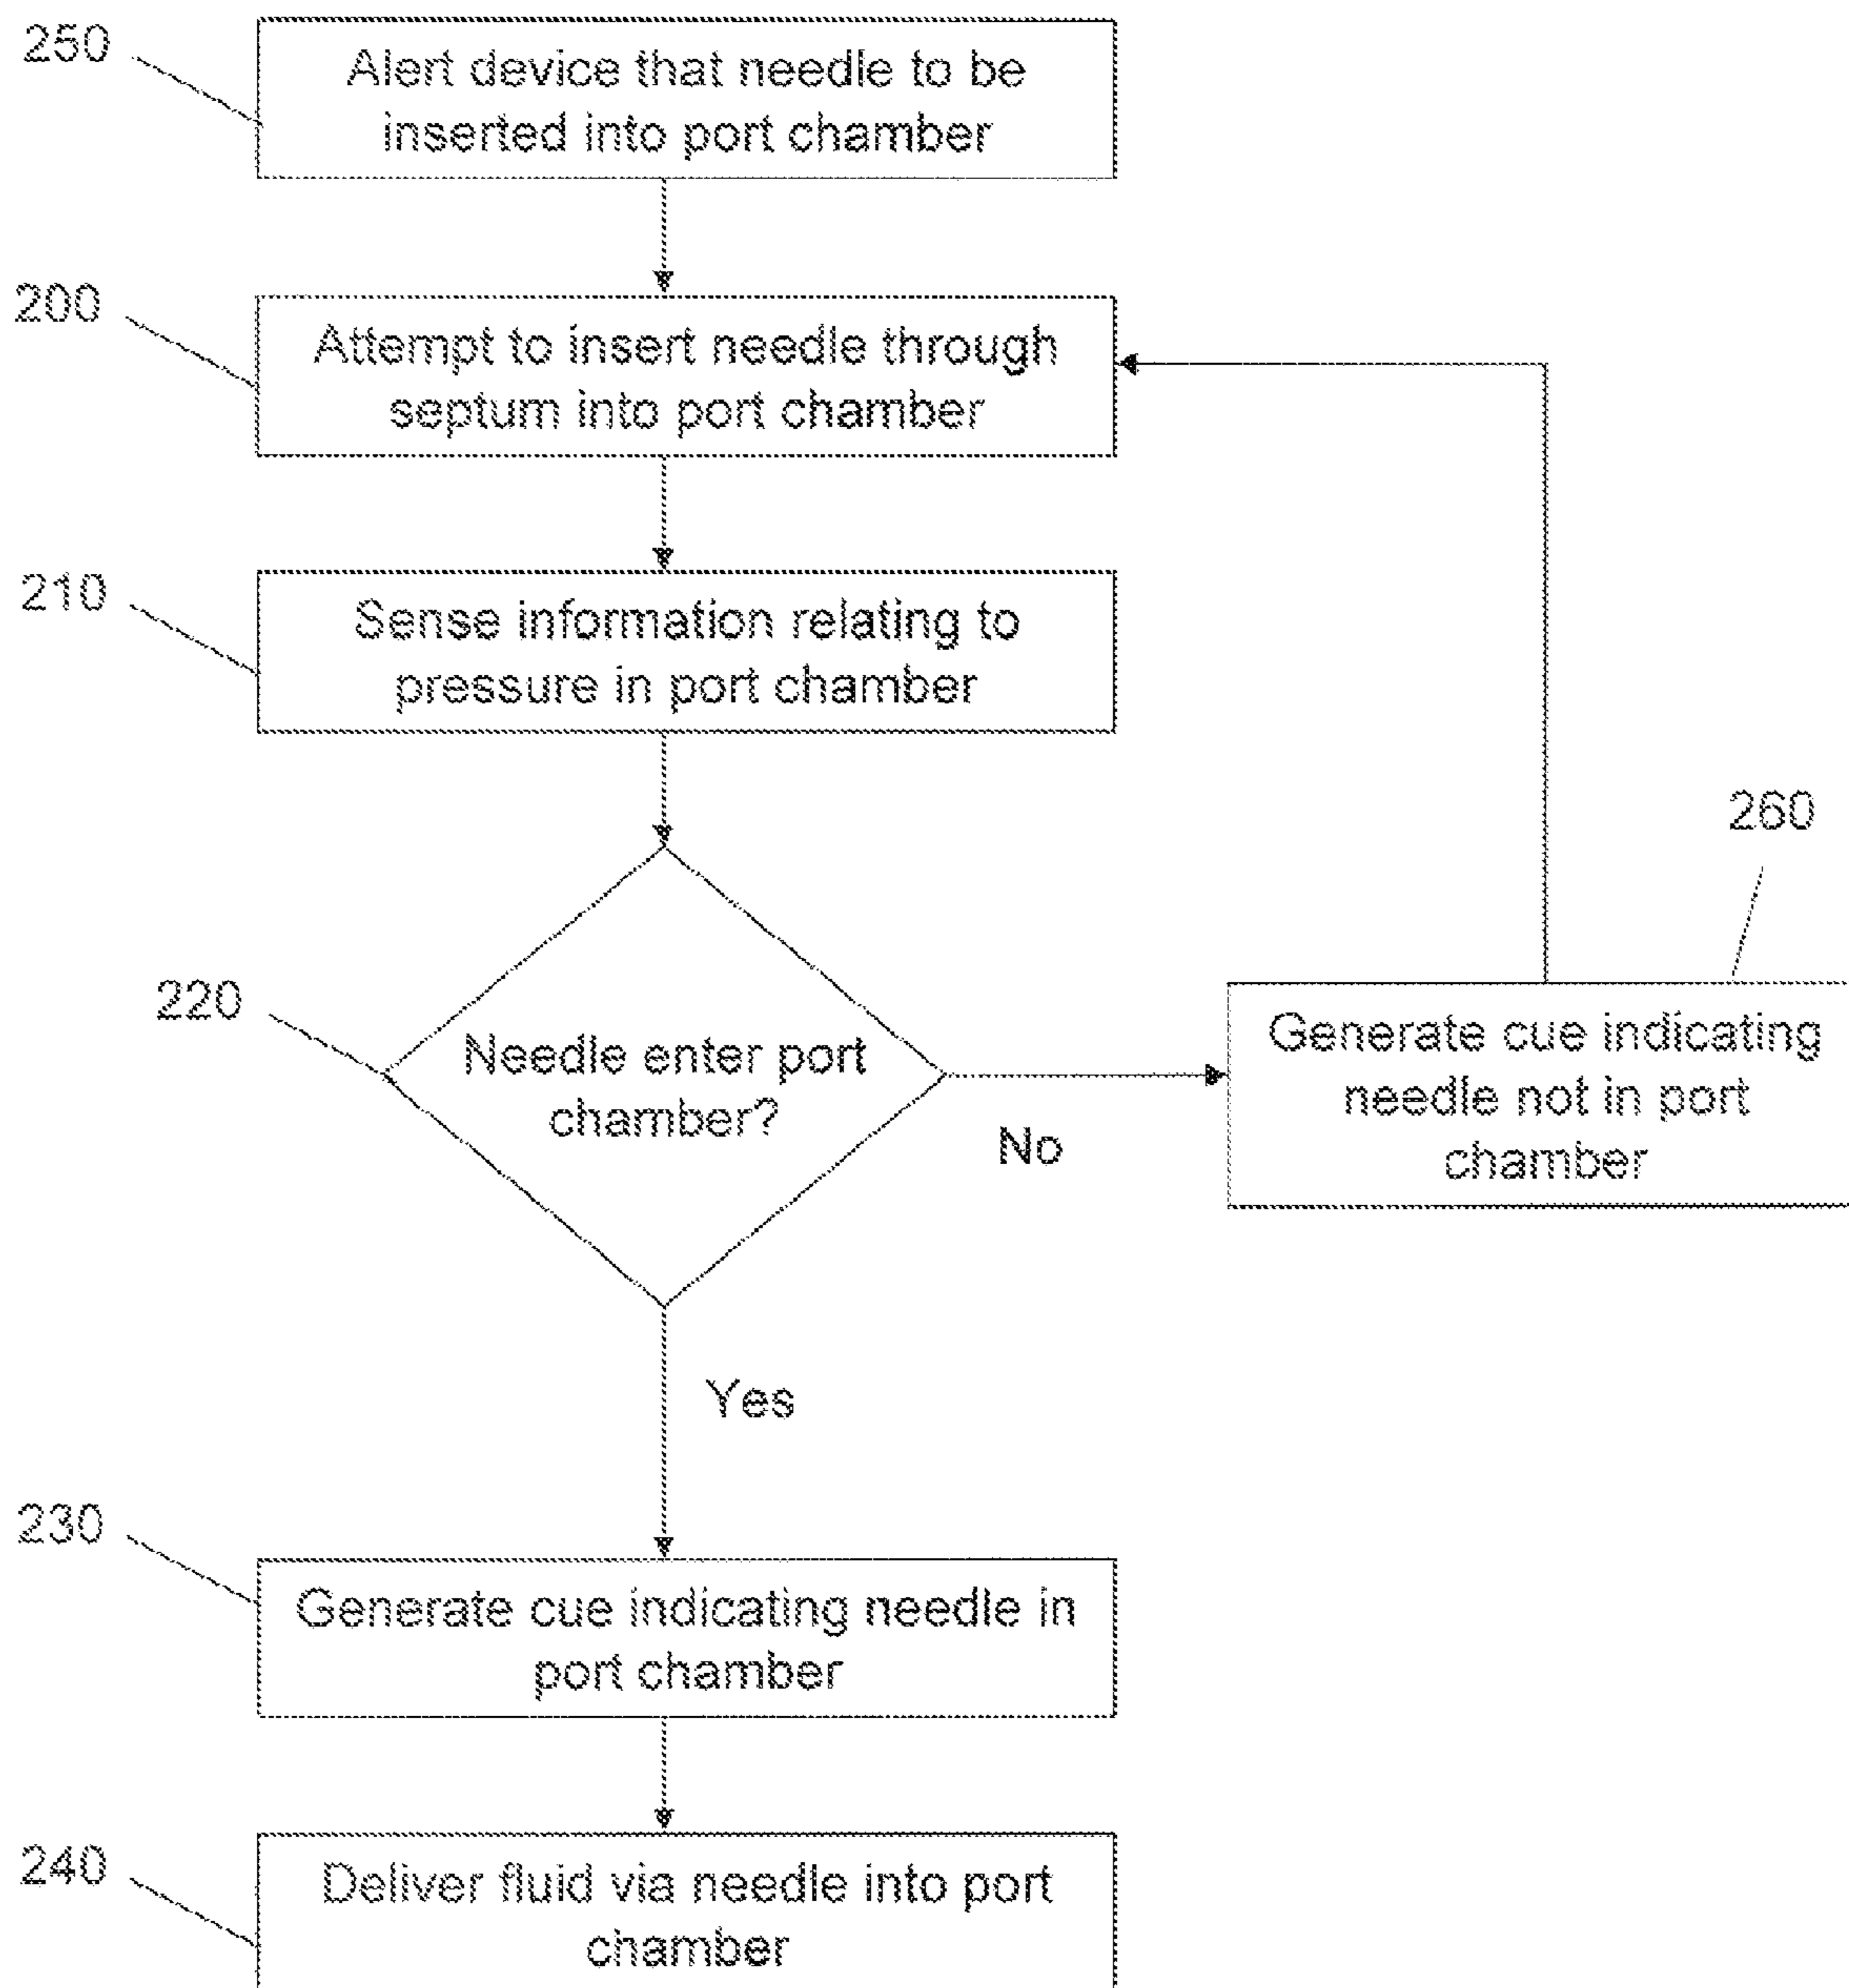 250
Alert device that needle to be
inserted into port chamber
200
Attempt to insert needle through
septum into port chamber
210
Sense information relating to
pressure in port chamber
260
220
Needle enter port
chamber?
No
Generate cue indicating
needle not in port
chamber
Yes
230
Generate cue indicating needle in
port chamber
240
Deliver fluid via needle into port
chamber